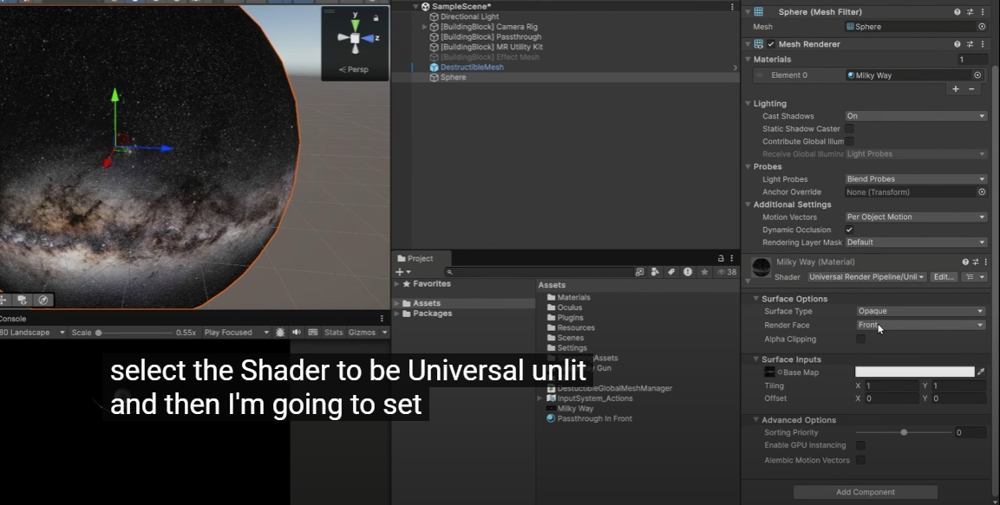 y
z
Persp
Console
80 Landscape
Scale
0.55x
Play Focused
Stats
Gizmos
SampleScene*
Directional Light
[BuildingBlock] Camera Rig
[BuildingBlock] Passthrough
[BuildingBlock] MR Utility Kit
[BuildingBlock] Effect Mesh
DestructibleMesh
Sphere
Project
38
Favorites
Assets
Packages
Assets
Materials
Oculus
Plugins
Resources
Scenes
Settings
Assets
Gun
DestuctibleGlobalMeshManager
InputSystem_Actions
Milky Way
Passthrough In Front
select the Shader to be Universal unlit
and then I'm going to set
Sphere (Mesh Filter)
Mesh
Sphere
Mesh Renderer
Materials
1
Element 0
Milky Way
Lighting
Cast Shadows
On
Static Shadow Caster
Contribute Global Illum
Receive Global Illumina
Light Probes
Probes
Light Probes
Blend Probes
Anchor Override
None (Transform)
Additional Settings
Motion Vectors
Per Object Motion
Dynamic Occlusion
Rendering Layer Mask
Default
Milky Way (Material)
Shader
Universal Render Pipeline/Unli
Edit...
Surface Options
Surface Type
Opaque
Render Face
Front
Alpha Clipping
Surface Inputs
Base Map
Tiling
X 1
Y 1
Offset
X 0
Y 0
Advanced Options
Sorting Priority
0
Enable GPU Instancing
Alembic Motion Vectors
Add Component